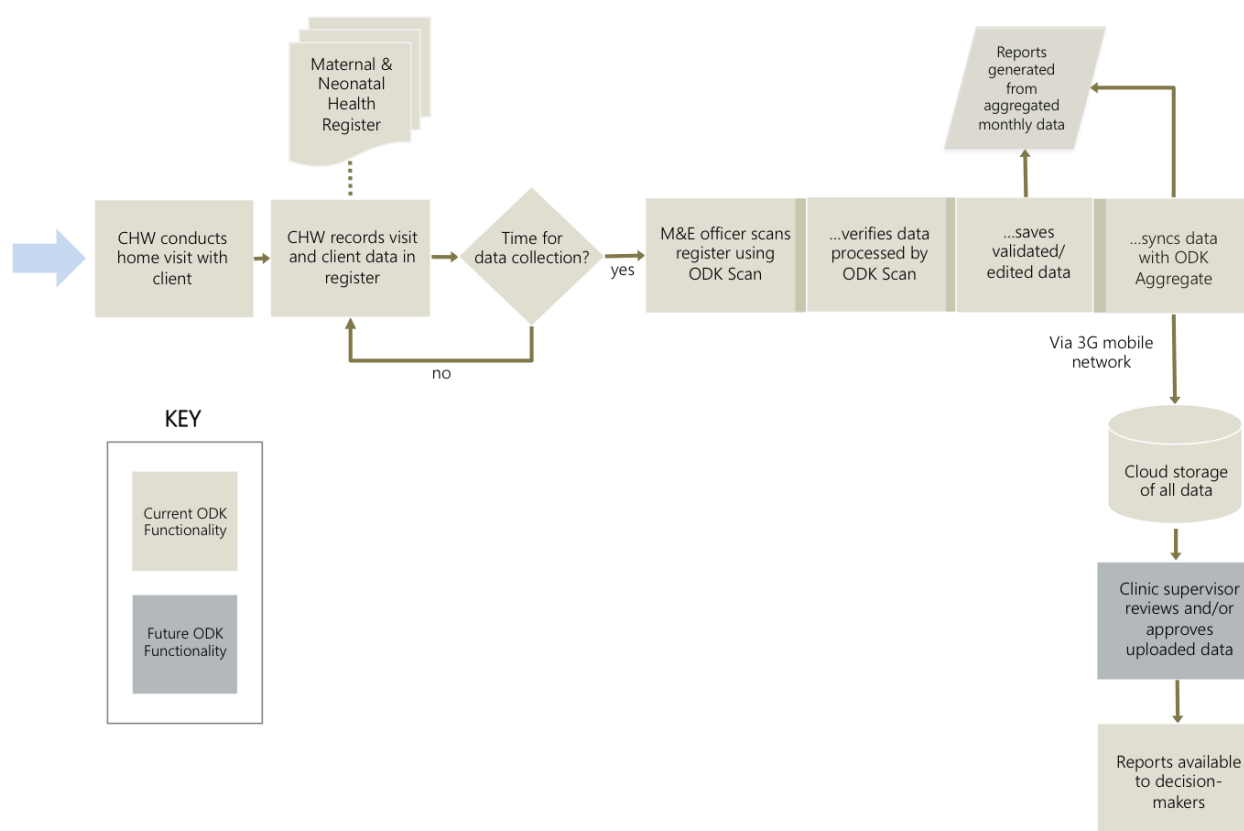 Maternal &
Neonatal
Health
Register
Reports
generated
from
aggregated
monthly data
CHW conducts
home visit with
client
CHW records
visit and client
data in
register
Time for
data collection?
yes
no
M&E officer scans
register using
ODK Scan
...verifies data
processed by
ODK Scan
...saves
validated/
edited data
...syncs data
with ODK
Aggregate
Via 3G mobile
network
Cloud storage
of all data
Clinic supervisor
reviews and/or
approves
uploaded data
Reports available
to decision-
makers
KEY
Current ODK
Functionality
Future ODK
Functionality